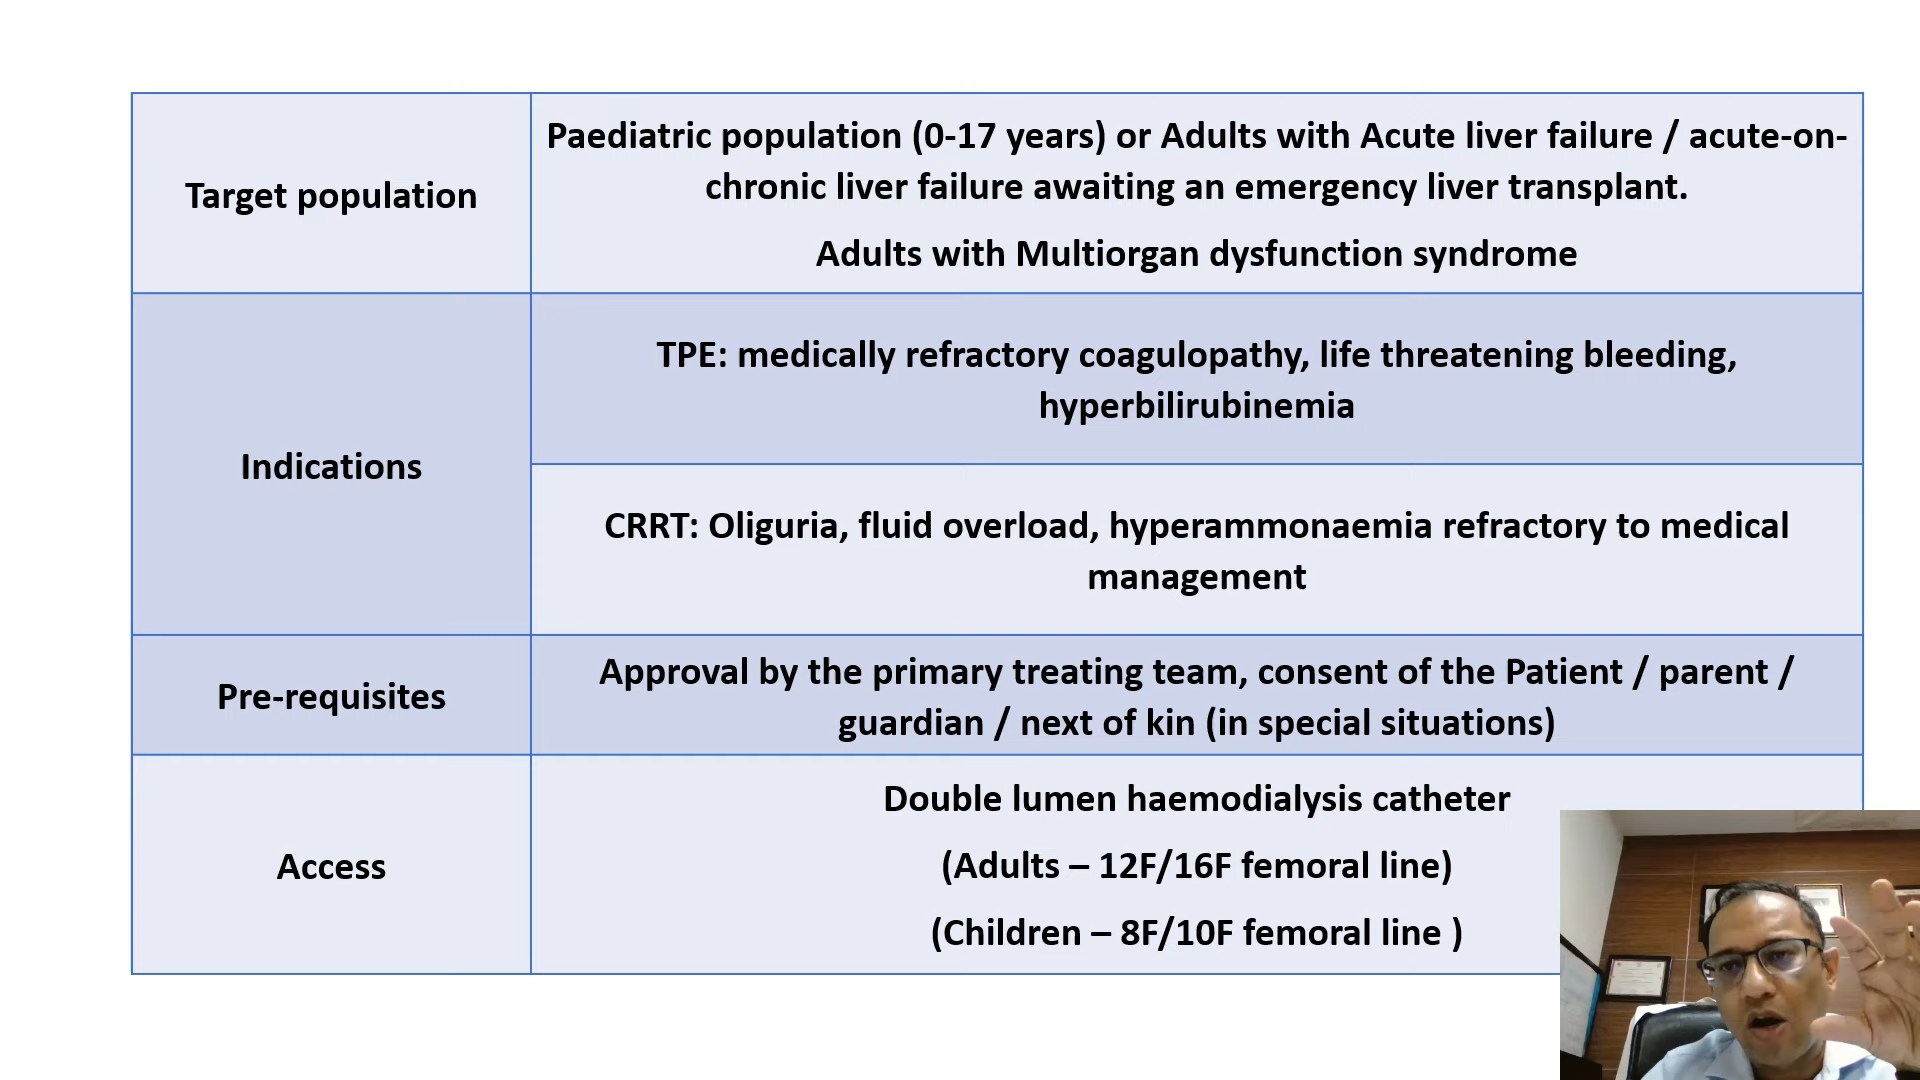 Target population
Paediatric population (0-17 years) or Adults with Acute liver failure / acute-on-
chronic liver failure awaiting an emergency liver transplant.
Adults with Multiorgan dysfunction syndrome
Indications
TPE: medically refractory coagulopathy, life threatening bleeding,
hyperbilirubinemia
CRRT: Oliguria, fluid overload, hyperammonaemia refractory to medical
management
Pre-requisites
Approval by the primary treating team, consent of the Patient / parent /
guardian / next of kin (in special situations)
Access
Double lumen haemodialysis catheter
(Adults – 12F/16F femoral line)
(Children – 8F/10F femoral line )